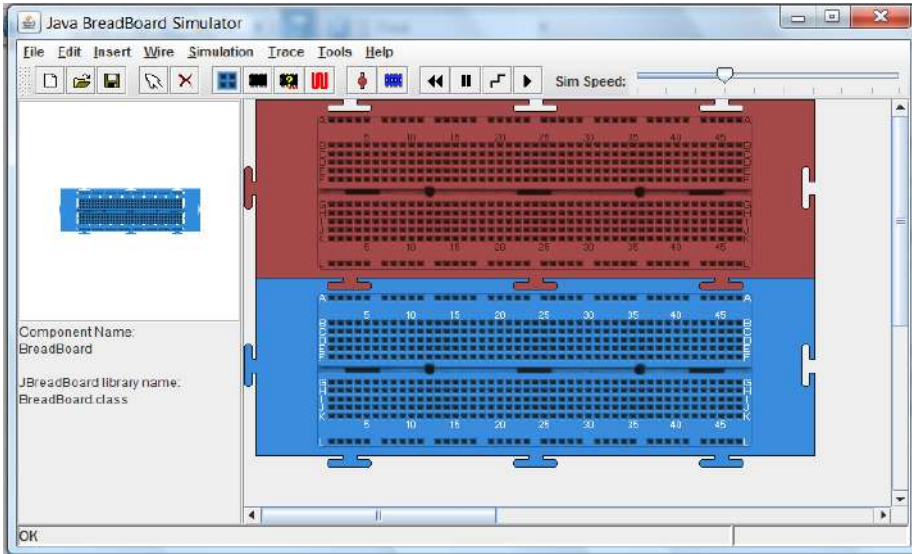 Java BreadBoard Simulator
File Edit Insert Wire Simulation Trace Tools Help
Sim Speed:
A A
5 10 15 20 25 30 35 40 45
B C D E F B C D E F
G H I J K G H I J K
5 10 15 20 25 30 35 40 45
L L
A A
5 10 15 20 25 30 35 40 45
B C D E F B C D E F
G H I J K G H I J K
5 10 15 20 25 30 35 40 45
L L
Component Name:
BreadBoard
JBreadBoard library name:
BreadBoard.class
OK